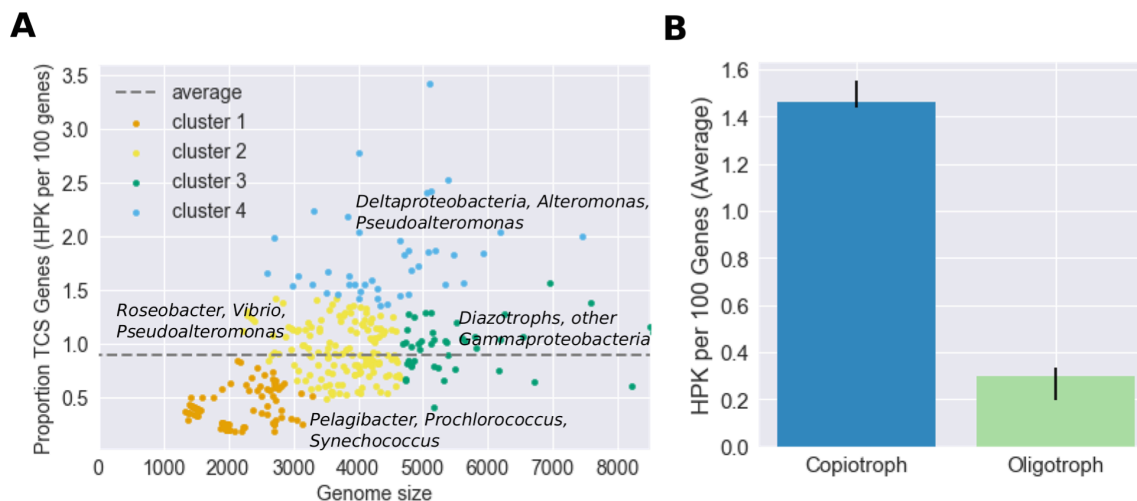 A
B
Proportion TCS Genes (HPK per 100 genes)
3.5
3.0
2.5
2.0
1.5
1.0
0.5
average
cluster 1
cluster 2
cluster 3
cluster 4
Deltaproteobacteria, Alteromonas,
Pseudoalteromonas
Roseobacter, Vibrio,
Pseudoalteromonas
Diazotrophs, other
Gammaproteobacteria
Pelagibacter, Prochlorococcus,
Synechococcus
0 1000 2000 3000 4000 5000 6000 7000 8000
Genome size
HPK per 100 Genes (Average)
1.6
1.4
1.2
1.0
0.8
0.6
0.4
0.2
0.0
Copiotroph Oligotroph